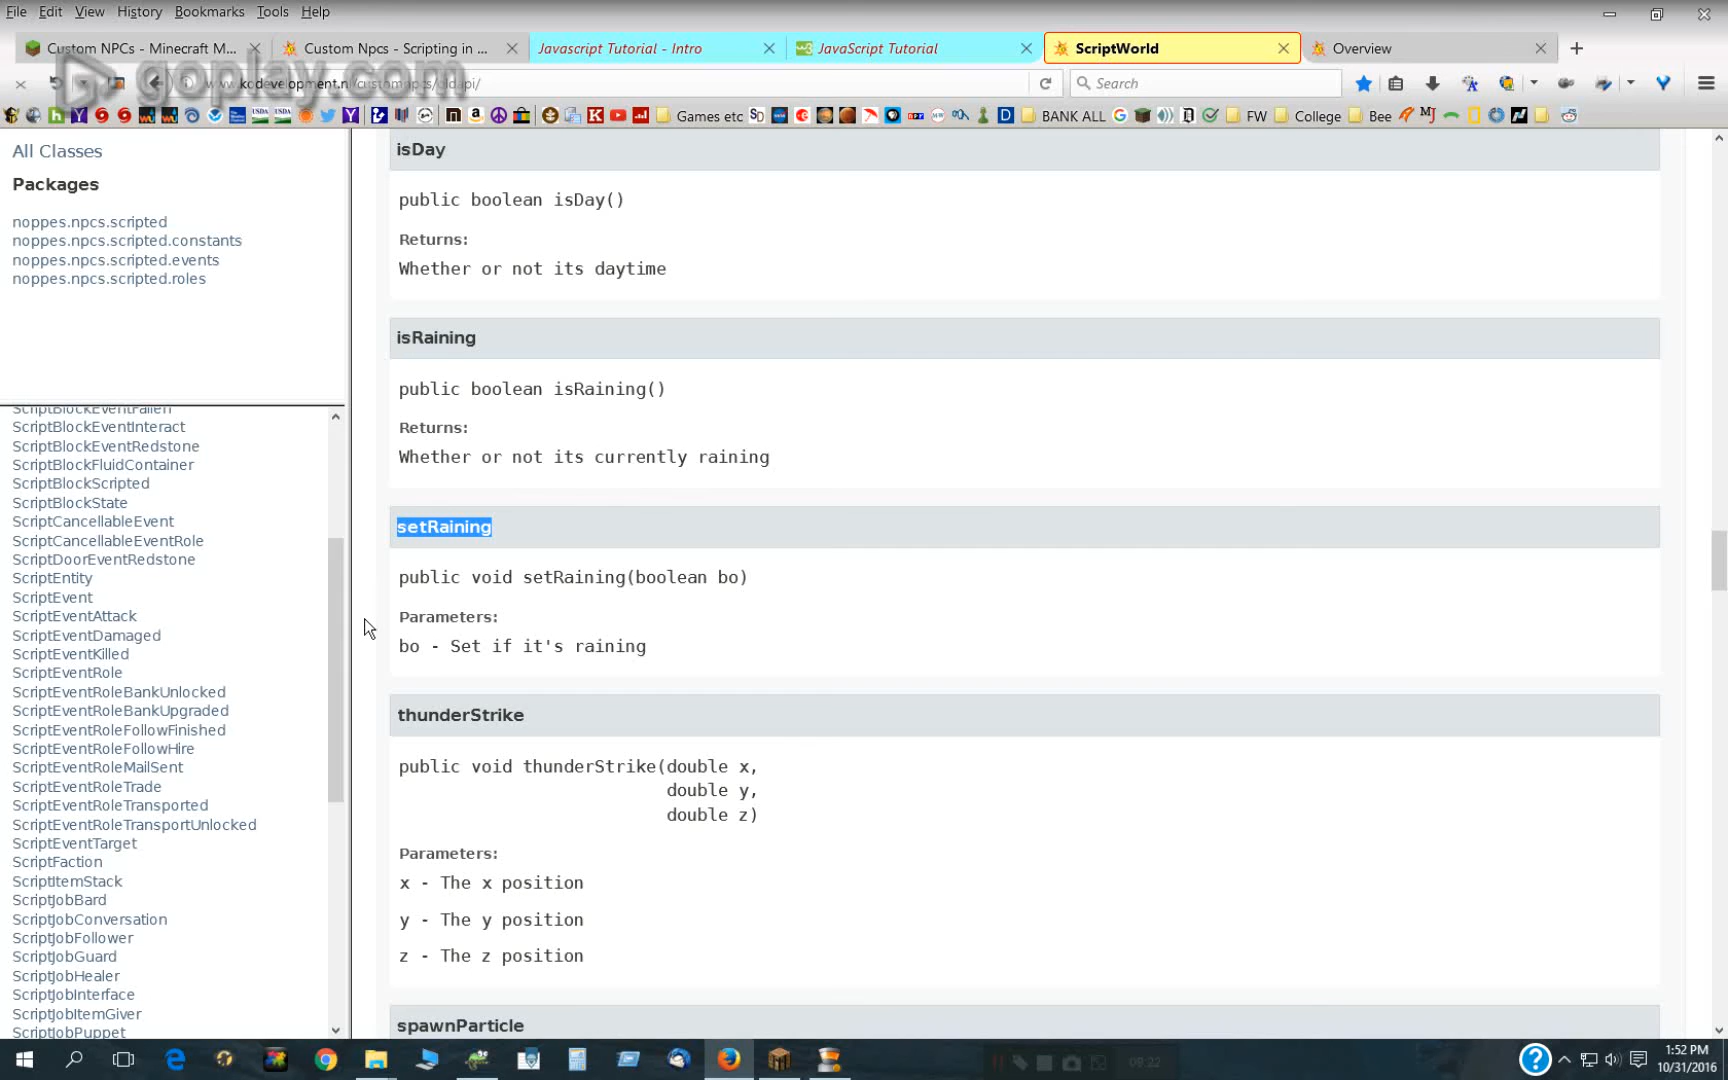 File Edit View History Bookmarks Tools Help
Custom NPCs - Minecraft M...
Custom Npcs - Scripting in ...
Javascript Tutorial - Intro
JavaScript Tutorial
ScriptWorld
Overview
goplay.com
Search
Games etc
BANK ALL
FW
College
Bee
All Classes
Packages
noppes.npcs.scripted
noppes.npcs.scripted.constants
noppes.npcs.scripted.events
noppes.npcs.scripted.roles
ScriptBlockEventFallen
ScriptBlockEventInteract
ScriptBlockEventRedstone
ScriptBlockFluidContainer
ScriptBlockScripted
ScriptBlockState
ScriptCancellableEvent
ScriptCancellableEventRole
ScriptDoorEventRedstone
ScriptEntity
ScriptEvent
ScriptEventAttack
ScriptEventDamaged
ScriptEventKilled
ScriptEventRole
ScriptEventRoleBankUnlocked
ScriptEventRoleBankUpgraded
ScriptEventRoleFollowFinished
ScriptEventRoleFollowHire
ScriptEventRoleMailSent
ScriptEventRoleTrade
ScriptEventRoleTransported
ScriptEventRoleTransportUnlocked
ScriptEventTarget
ScriptFaction
ScriptItemStack
ScriptJobBard
ScriptJobConversation
ScriptJobFollower
ScriptJobGuard
ScriptJobHealer
ScriptJobInterface
ScriptJobItemGiver
ScriptJobPuppet
isDay
public boolean isDay()
Returns:
Whether or not its daytime
isRaining
public boolean isRaining()
Returns:
Whether or not its currently raining
setRaining
public void setRaining(boolean bo)
Parameters:
bo - Set if it's raining
thunderStrike
public void thunderStrike(double x,
double y,
double z)
Parameters:
x - The x position
y - The y position
z - The z position
spawnParticle
1:52 PM
10/31/2016